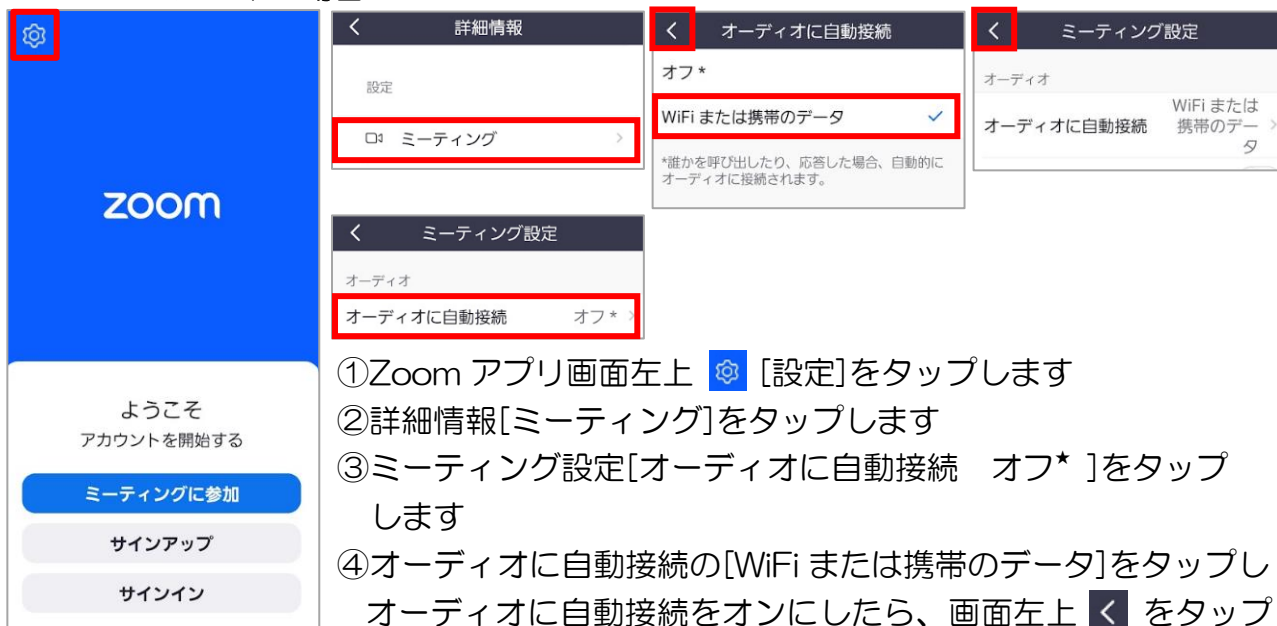 zoom
ようこそ
アカウントを開始する
ミーティングに参加
サインアップ
サインイン
詳細情報
設定
ミーティング
ミーティング設定
オーディオ
オーディオに自動接続 オフ*
オーディオに自動接続
オフ*
WiFi または携帯のデータ
*誰かを呼び出したり、応答した場合、自動的に
オーディオに接続されます。
ミーティング設定
オーディオ
オーディオに自動接続
WiFi または
携帯のデー
タ
①Zoom アプリ画面左上 [設定]をタップします
②詳細情報[ミーティング]をタップします
③ミーティング設定[オーディオに自動接続　オフ★ ]をタップ
します
④オーディオに自動接続の[WiFi または携帯のデータ]をタップし
オーディオに自動接続をオンにしたら、画面左上 < をタップ